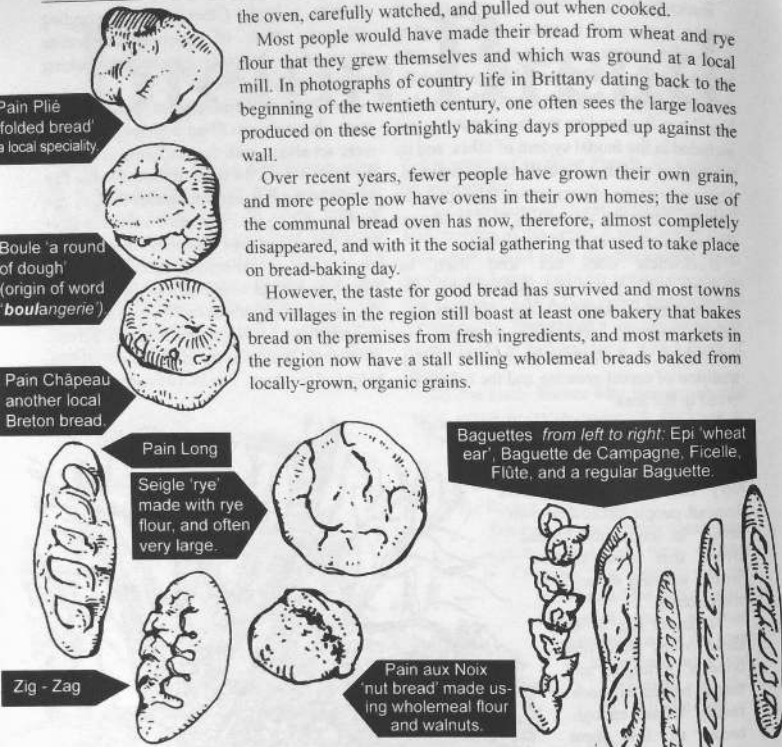 the oven, carefully watched, and pulled out when cooked.
Most people would have made their bread from wheat and rye
flour that they grew themselves and which was ground at a local
mill. In photographs of country life in Brittany dating back to the
beginning of the twentieth century, one often sees the large loaves
produced on these fortnightly baking days propped up against the
wall.
Over recent years, fewer people have grown their own grain,
and more people now have ovens in their own homes; the use of
the communal bread oven has now, therefore, almost completely
disappeared, and with it the social gathering that used to take place
on bread-baking day.
However, the taste for good bread has survived and most towns
and villages in the region still boast at least one bakery that bakes
bread on the premises from fresh ingredients, and most markets in
the region now have a stall selling wholemeal breads baked from
locally-grown, organic grains.
Pain Plié
'folded bread'
a local speciality.
Boule 'a round
of dough'
(origin of word
'boulangerie').
Pain Châpeau
another local
Breton bread.
Pain Long
Seigle 'rye'
made with rye
flour, and often
very large.
Zig - Zag
Pain aux Noix
'nut bread' made us-
ing wholemeal flour
and walnuts.
Baguettes from left to right: Epi 'wheat
ear', Baguette de Campagne, Ficelle,
Flûte, and a regular Baguette.